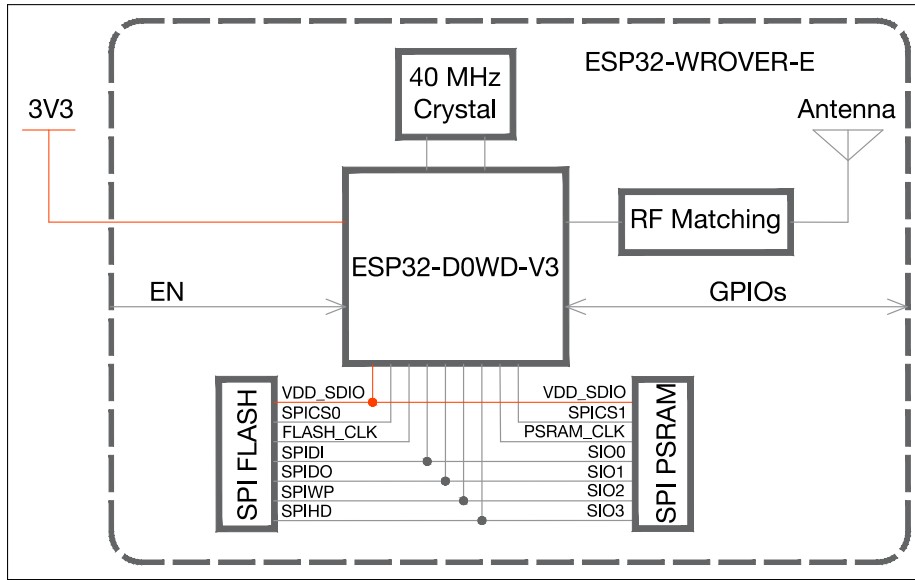 ESP32-WROVER-E
40 MHz
Crystal
3V3
Antenna
RF Matching
ESP32-D0WD-V3
EN
GPIOs
SPI FLASH
VDD_SDIO
SPICS0
FLASH_CLK
SPIDI
SPIDO
SPIWP
SPIHD
VDD_SDIO
SPICS1
PSRAM_CLK
SIO0
SIO1
SIO2
SIO3
SPI PSRAM